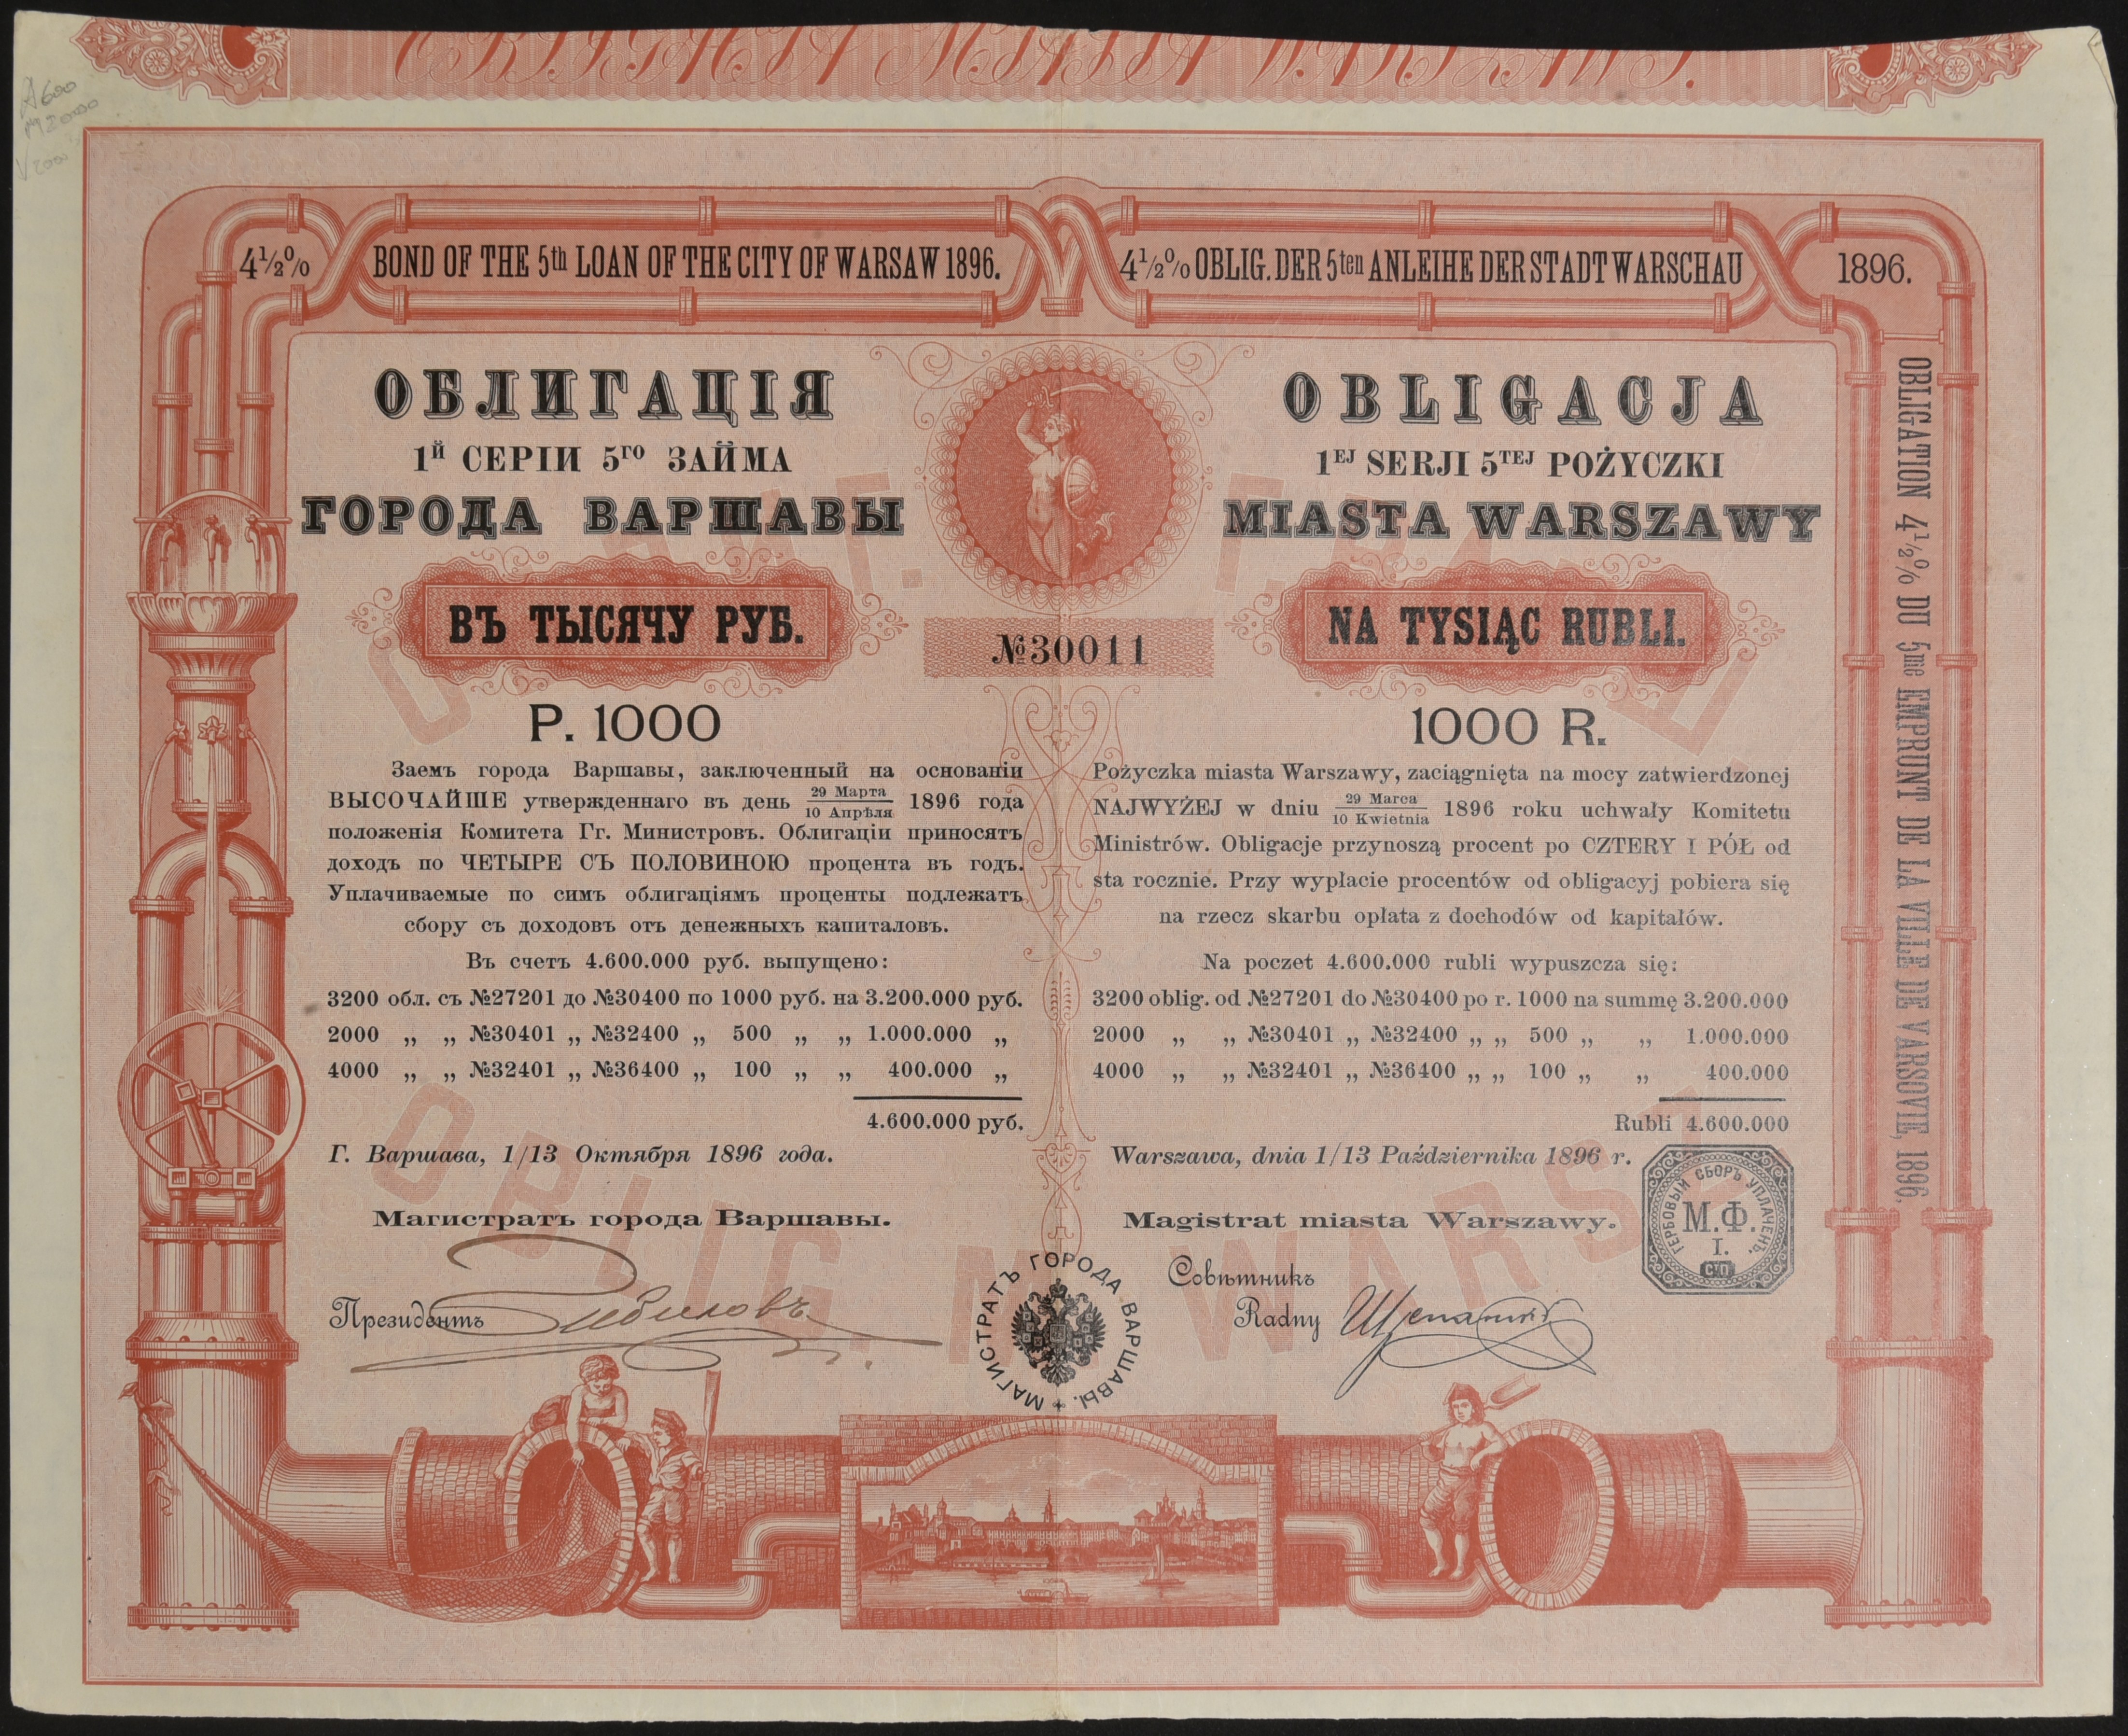 OBLIGACJA MIASTA WARSZAWY.
4½% BOND OF THE 5th LOAN OF THE CITY OF WARSAW 1896.
4½% OBLIG. DER 5ten ANLEIHE DER STADT WARSCHAU 1896.
OBLIGATION 4½% DU 5me EMPRUNT DE LA VILLE DE VARSOVIE, 1896,
ОБЛИГАЦІЯ
1й СЕРІИ 5го ЗАЙМА
ГОРОДА ВАРШАВЫ
ВЪ ТЫСЯЧУ РУБ.
Р. 1000
Заемъ города Варшавы, заключенный на основаніи
ВЫСОЧАЙШЕ утвержденнаго въ день 29 Марта/10 Апрѣля 1896 года
положенія Комитета Гг. Министровъ. Облигаціи приносятъ
доходъ по ЧЕТЫРЕ СЪ ПОЛОВИНОЮ процента въ годъ.
Уплачиваемые по симъ облигаціямъ проценты подлежатъ
сбору съ доходовъ отъ денежныхъ капиталовъ.
Въ счетъ 4.600.000 руб. выпущено:
3200 обл. съ №27201 до №30400 по 1000 руб. на 3.200.000 руб.
2000 „ „ №30401 „ №32400 „ 500 „ „ 1.000.000 „
4000 „ „ №32401 „ №36400 „ 100 „ „ 400.000 „
4.600.000 руб.
Г. Варшава, 1/13 Октября 1896 года.
Магистратъ города Варшавы.
Президентъ
№30011
OBLIGACJA
1EJ SERJI 5TEJ POŻYCZKI
MIASTA WARSZAWY
NA TYSIĄC RUBLI.
1000 R.
Pożyczka miasta Warszawy, zaciągnięta na mocy zatwierdzonej
NAJWYŻEJ w dniu 29 Marca/10 Kwietnia 1896 roku uchwały Komitetu
Ministrów. Obligacje przynoszą procent po CZTERY I PÓŁ od
sta rocznie. Przy wypłacie procentów od obligacyj pobiera się
na rzecz skarbu opłata z dochodów od kapitałów.
Na poczet 4.600.000 rubli wypuszcza się:
3200 oblig. od №27201 do №30400 po r. 1000 na summę 3.200.000
2000 „ „ №30401 „ №32400 „ „ 500 „ „ 1.000.000
4000 „ „ №32401 „ №36400 „ „ 100 „ „ 400.000
Rubli 4.600.000
Warszawa, dnia 1/13 Października 1896 r.
Magistrat miasta Warszawy.
Совѣтникъ
Radny
МАГИСТРАТЪ ГОРОДА ВАРШАВЫ.
ГЕРБОВЫЙ СБОРЪ УПЛАЧЕНЪ.
М.Ф.
I.
OBLIG. M. WARSZ